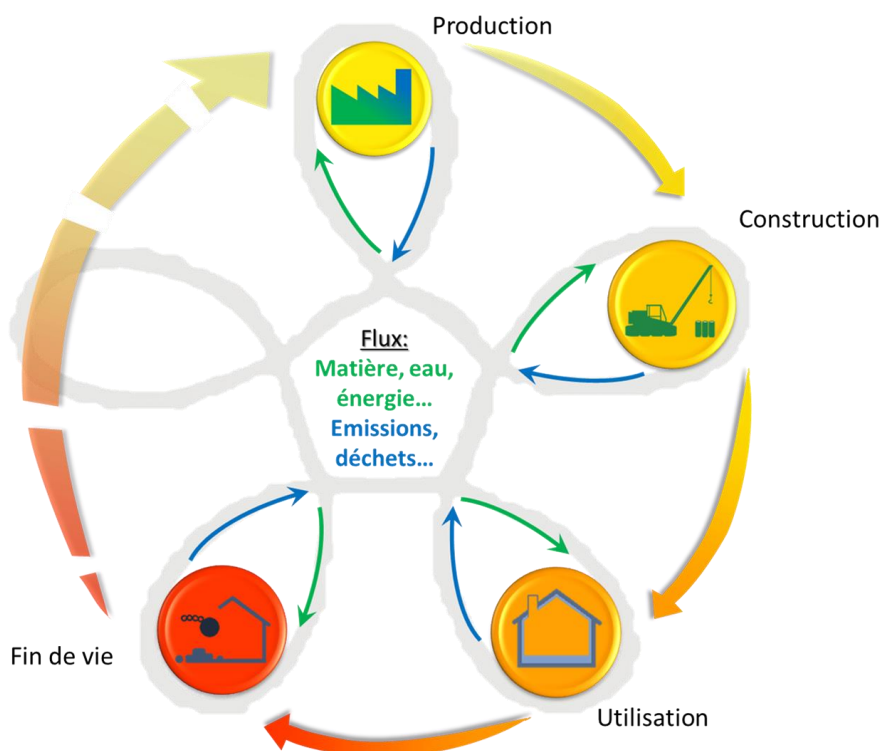 Production
Construction
Flux:
Matière, eau,
énergie...
Emissions,
déchets...
Fin de vie
Utilisation